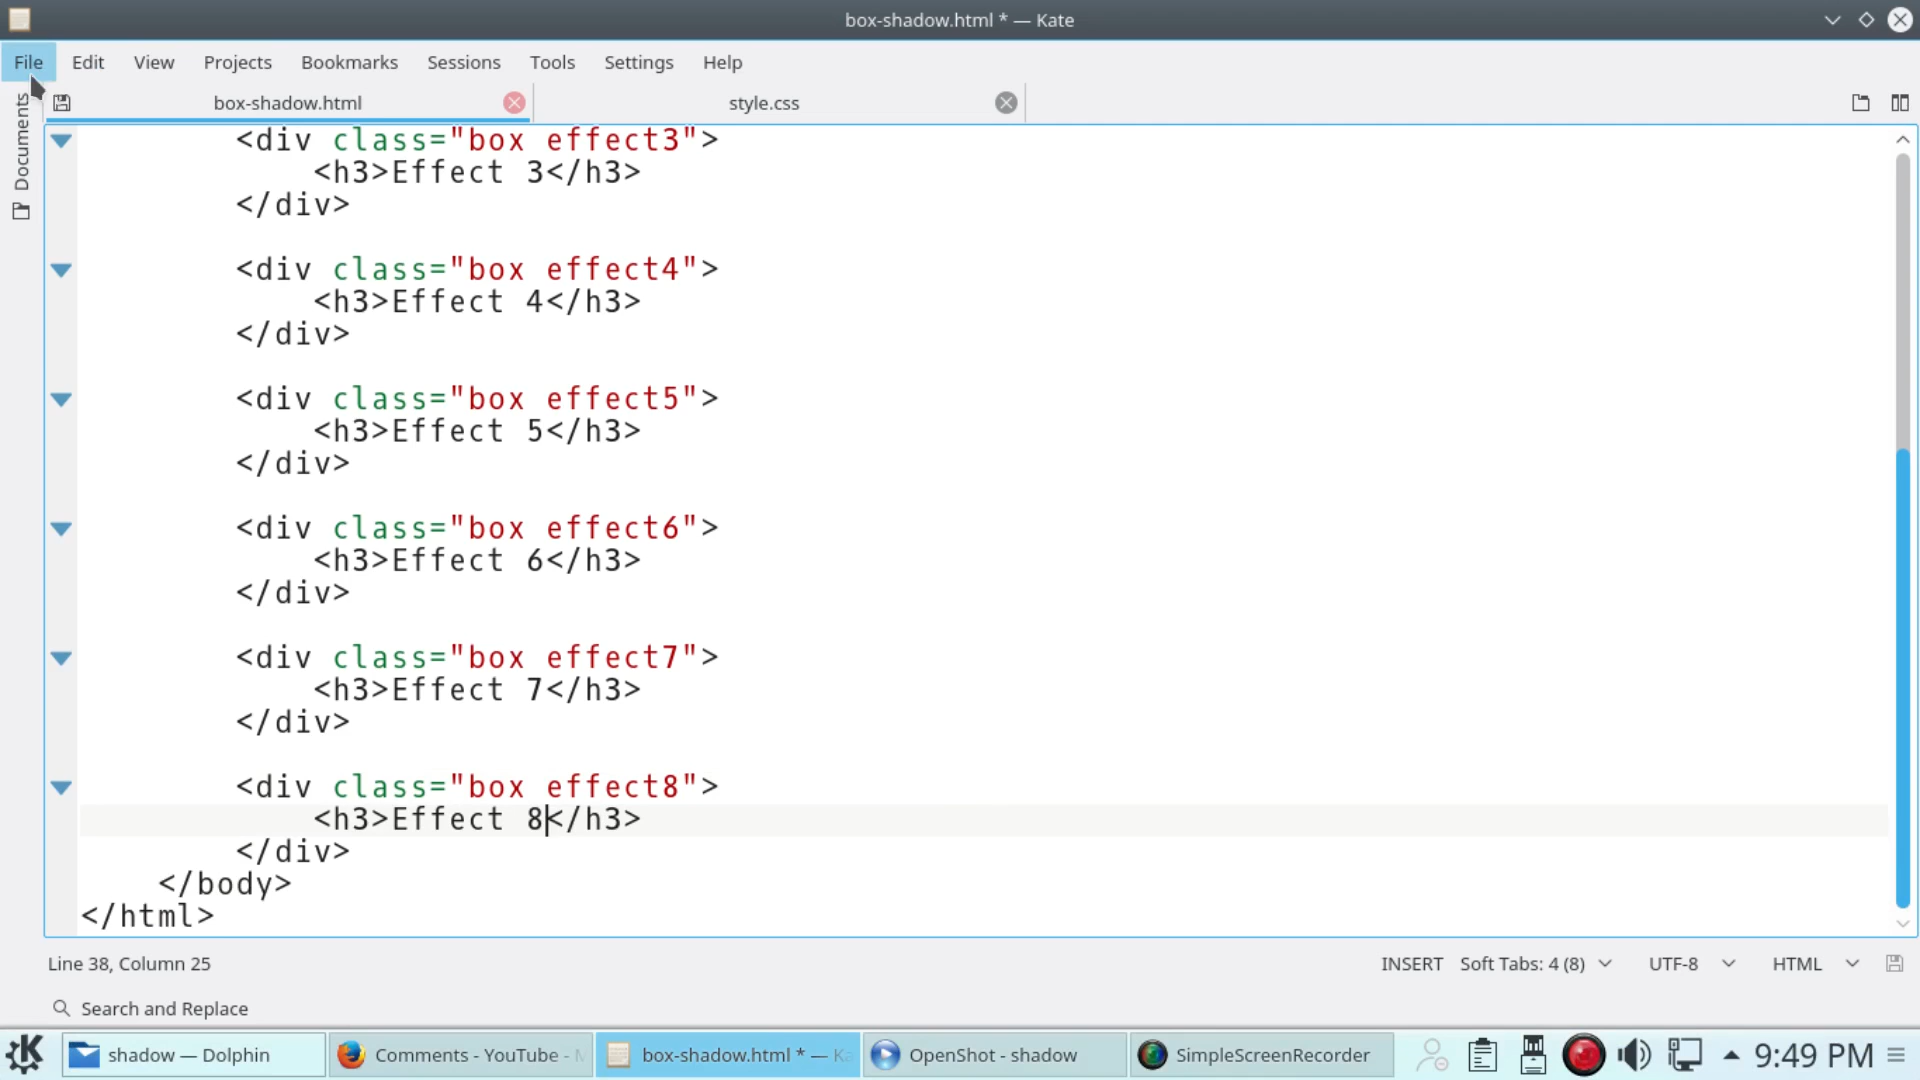 box-shadow.html * — Kate
File Edit View Projects Bookmarks Sessions Tools Settings Help
Documents
box-shadow.html style.css
<div class="box effect3">
<h3>Effect 3</h3>
</div>
<div class="box effect4">
<h3>Effect 4</h3>
</div>
<div class="box effect5">
<h3>Effect 5</h3>
</div>
<div class="box effect6">
<h3>Effect 6</h3>
</div>
<div class="box effect7">
<h3>Effect 7</h3>
</div>
<div class="box effect8">
<h3>Effect 8</h3>
</div>
</body>
</html>
Line 38, Column 25 INSERT Soft Tabs: 4 (8) UTF-8 HTML
Search and Replace
shadow — Dolphin Comments - YouTube - box-shadow.html * — OpenShot - shadow SimpleScreenRecorder 9:49 PM